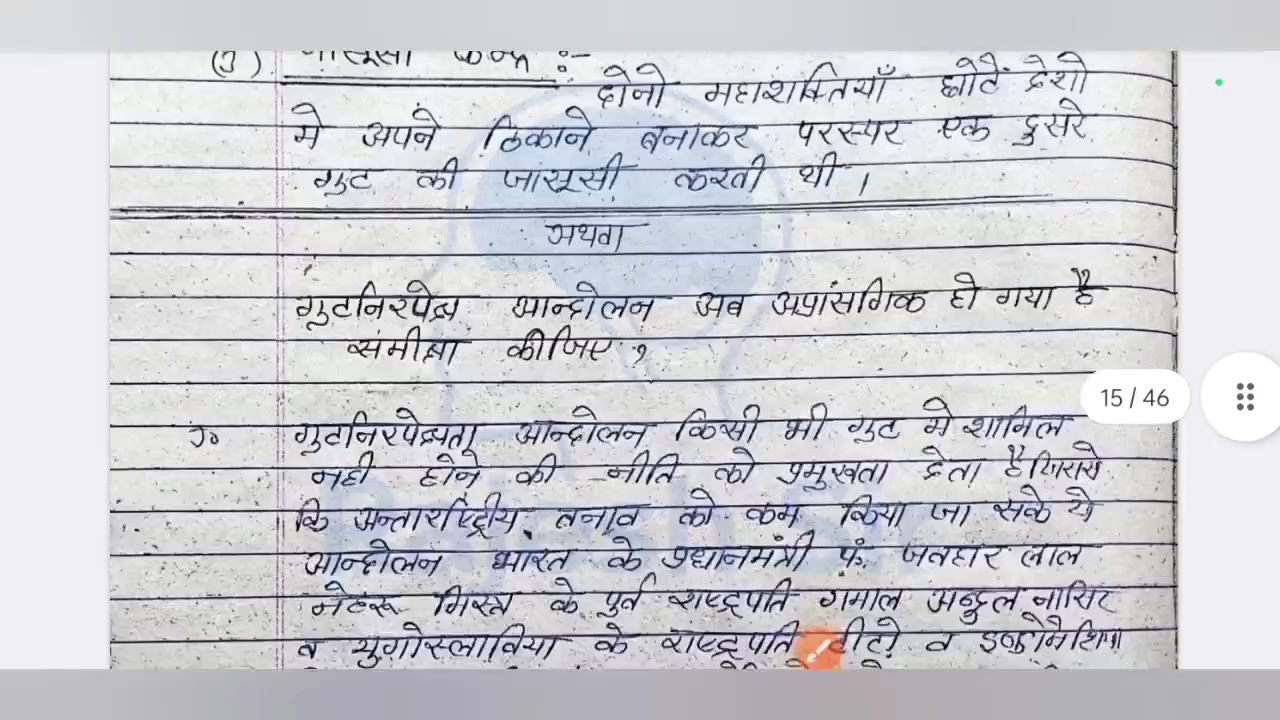 जासूसी केन्द्र :-
दोनो महाशक्तियाँ छोटें देशो
मे अपने ठिकाने बनाकर परस्पर एक दुसरे
गुट की जासूसी करती थी ।
अथवा
गुटनिरपेक्ष आन्दोलन अब अप्रांसगिक हो गया है
संमीक्षा कीजिए ?
15 / 46
उ० गुटनिरपेक्षता आन्दोलन किसी भी गुट मे शामिल
नही होने की नीति को प्रमुखता देता है जिससे
कि अन्तार्राष्ट्रीय तनाव को कम किया जा सके ये
आन्दोलन भारत के प्रधानमंत्री पं. जवहार लाल
नेहरू मिस्त्र के पूर्व राष्ट्रपति गमाल अब्दुल नासिर
व युगोस्लाविया के राष्ट्रपति टीटो व इण्डोनेशिया